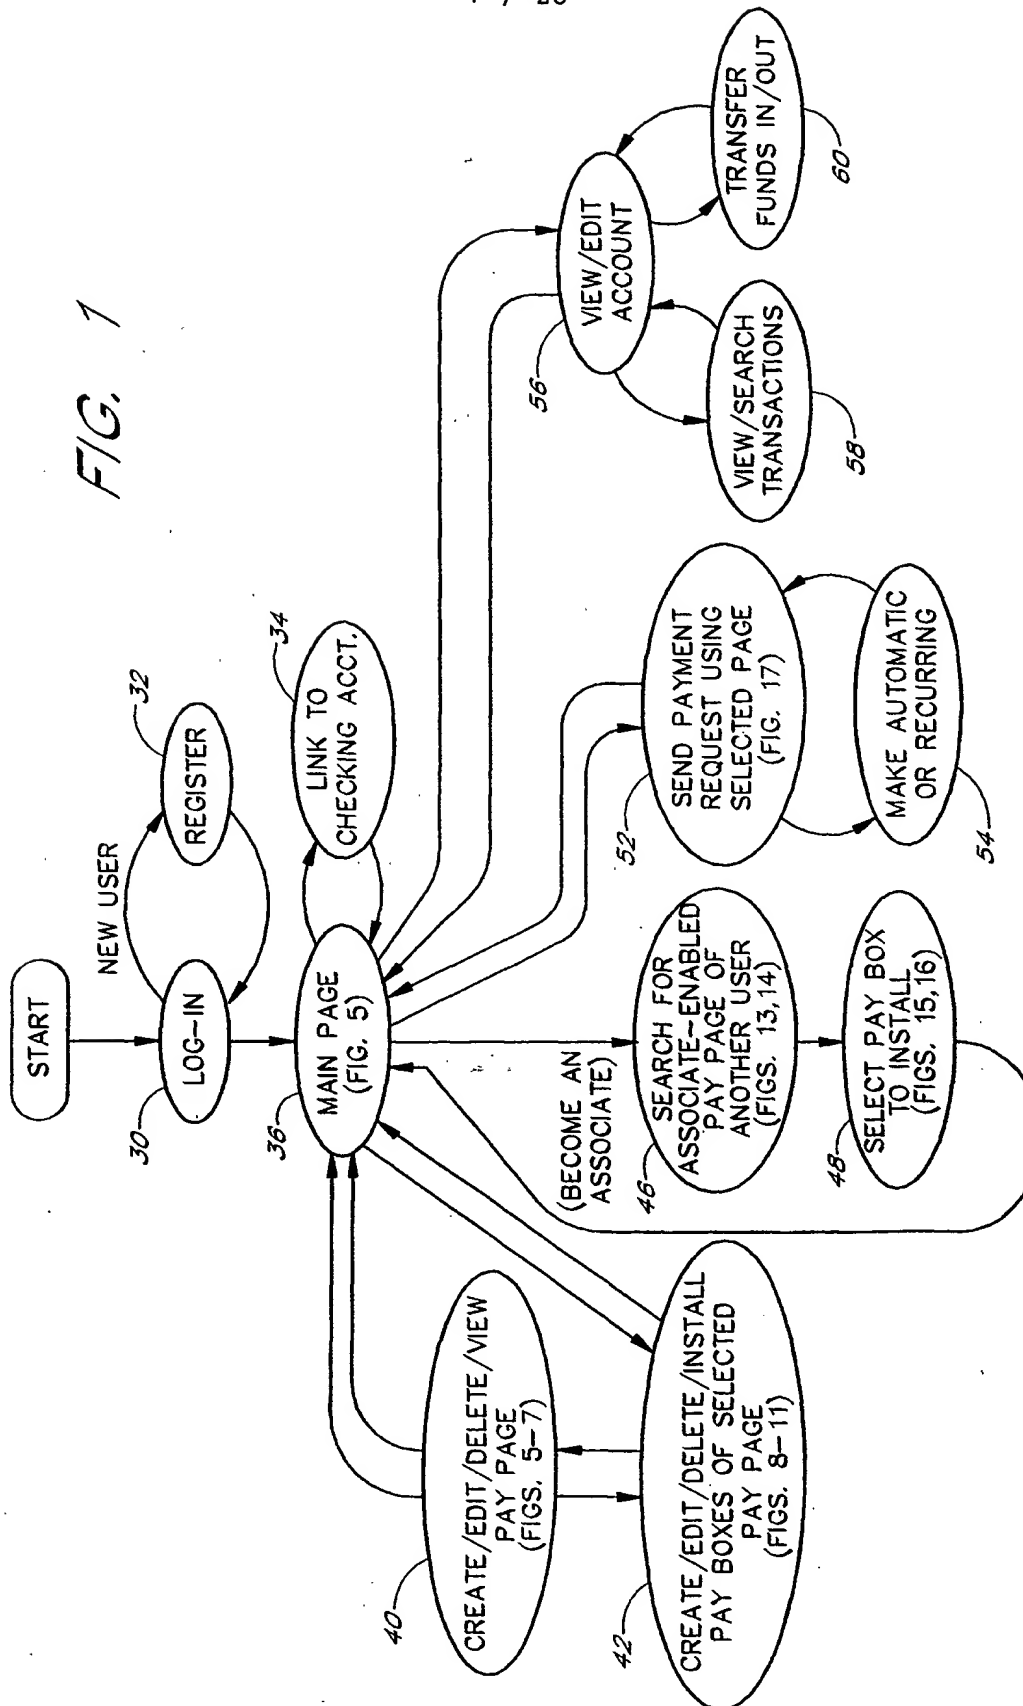 FIG. 1
START
NEW USER
30
LOG-IN
32
REGISTER
36
MAIN PAGE
(FIG. 5)
34
LINK TO
CHECKING ACCT.
40
CREATE/EDIT/DELETE/VIEW
PAY PAGE
(FIGS. 5-7)
42
CREATE/EDIT/DELETE/INSTALL
PAY BOXES OF SELECTED
PAY PAGE
(FIGS. 8-11)
(BECOME AN
ASSOCIATE)
46
SEARCH FOR
ASSOCIATE-ENABLED
PAY PAGE OF
ANOTHER USER
(FIGS. 13,14)
48
SELECT PAY BOX
TO INSTALL
(FIGS. 15,16)
52
SEND PAYMENT
REQUEST USING
SELECTED PAGE
(FIG. 17)
54
MAKE AUTOMATIC
OR RECURRING
56
VIEW/EDIT
ACCOUNT
58
VIEW/SEARCH
TRANSACTIONS
60
TRANSFER
FUNDS IN/OUT